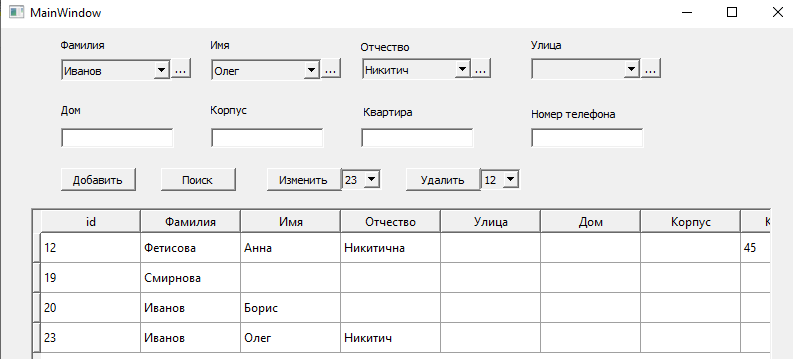 MainWindow
Фамилия Имя Отчество Улица
Иванов ... Олег ... Никитич ... ...
Дом Корпус Квартира Номер телефона
Добавить Поиск Изменить 23 Удалить 12
id Фамилия Имя Отчество Улица Дом Корпус
12 Фетисова Анна Никитична 45
19 Смирнова
20 Иванов Борис
23 Иванов Олег Никитич